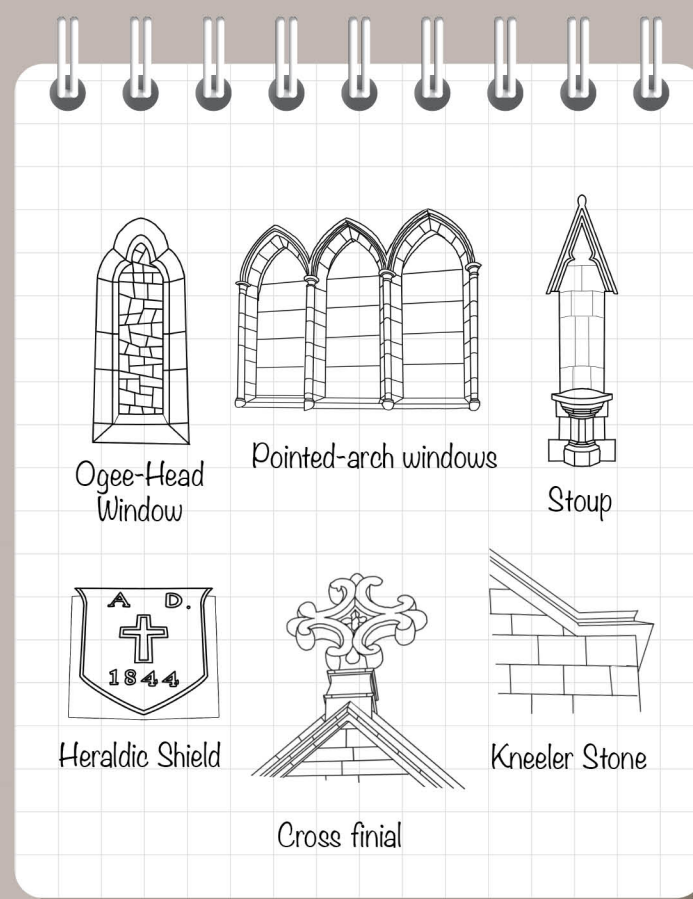 Ogee-Head
Window
Pointed-arch windows
Stoup
A D.
1844
Heraldic Shield
Cross finial
Kneeler Stone